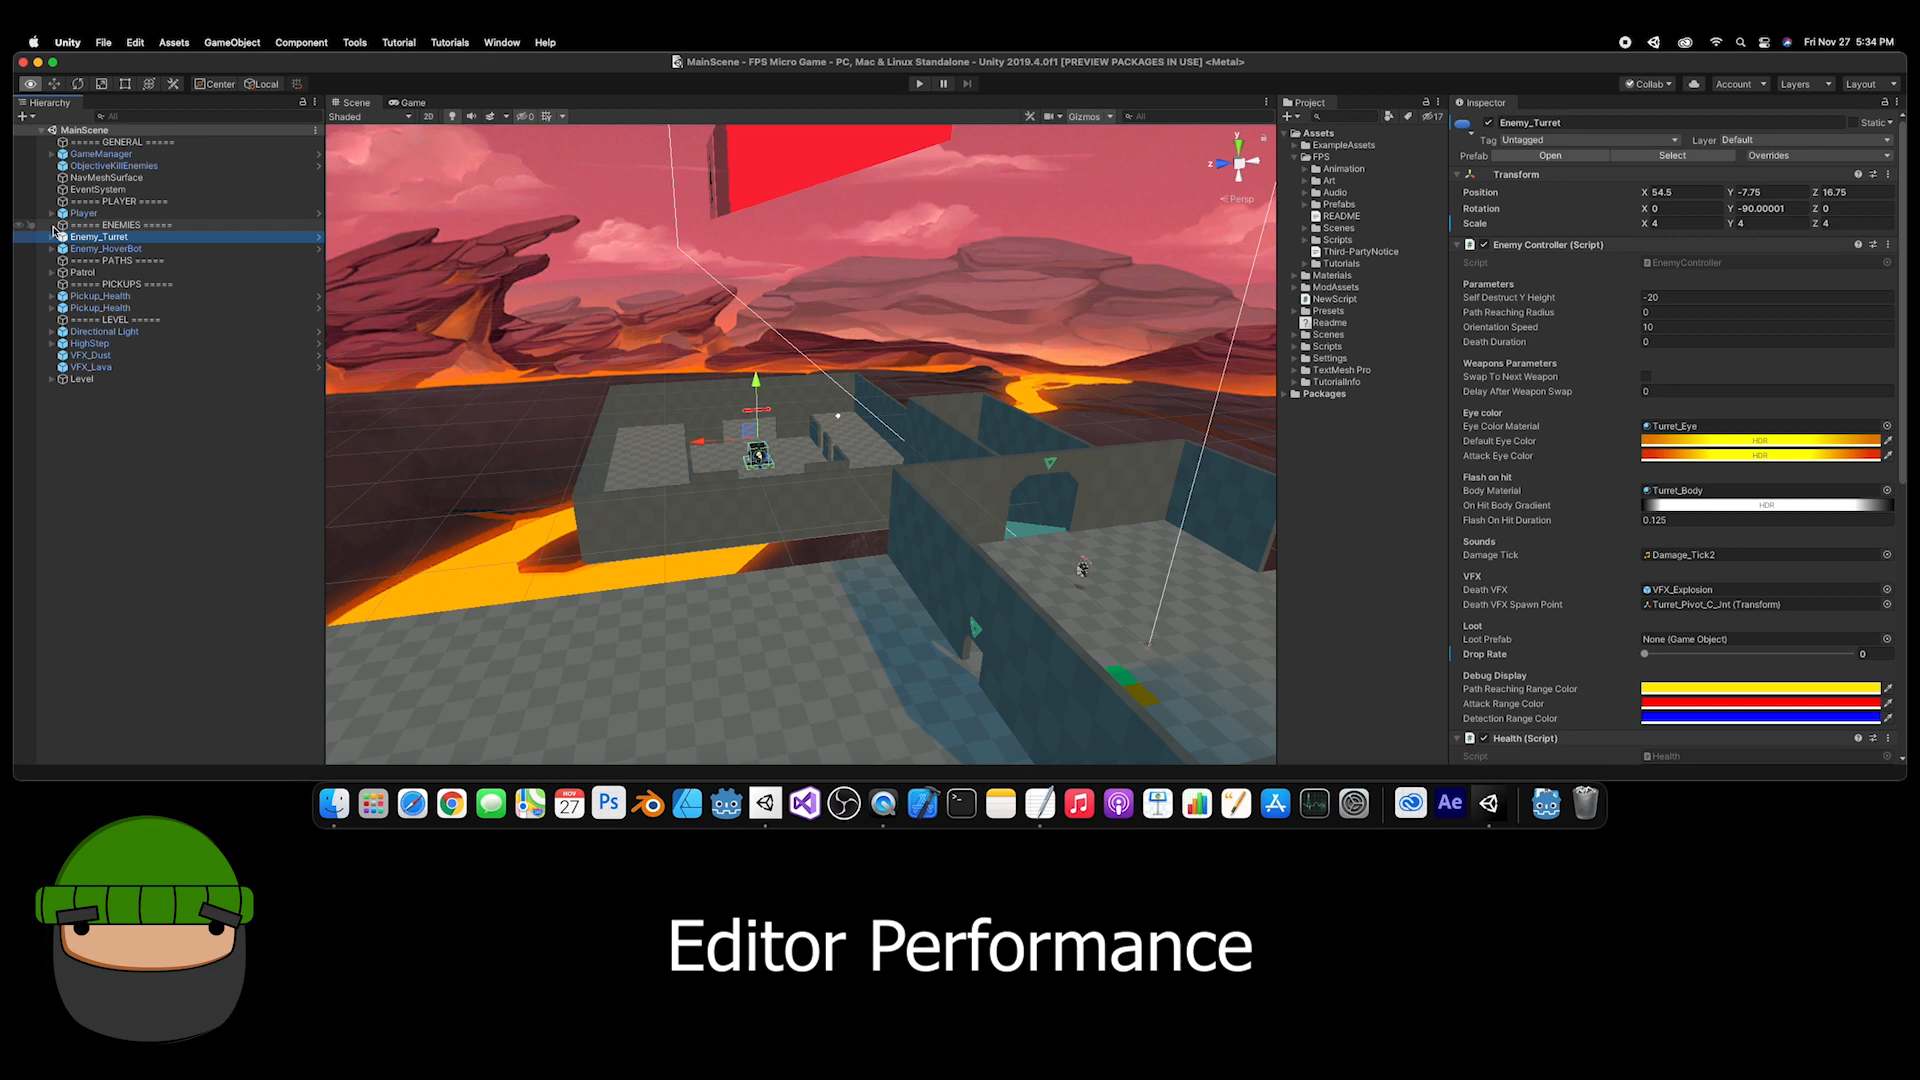 Unity File Edit Assets GameObject Component Tools Tutorial Tutorials Window Help
Fri Nov 27 5:34 PM
MainScene - FPS Micro Game - PC, Mac & Linux Standalone - Unity 2019.4.0f1 [PREVIEW PACKAGES IN USE] <Metal>
Center Local
Collab Account Layers Layout
Hierarchy
All
MainScene
===== GENERAL =====
GameManager
ObjectiveKillEnemies
NavMeshSurface
EventSystem
===== PLAYER =====
Player
===== ENEMIES =====
Enemy_Turret
Enemy_HoverBot
===== PATHS =====
Patrol
===== PICKUPS =====
Pickup_Health
Pickup_Health
===== LEVEL =====
Directional Light
HighStep
VFX_Dust
VFX_Lava
Level
Scene Game
Shaded 2D 0 Gizmos All
y
z
Persp
Project
17
Assets
ExampleAssets
FPS
Animation
Art
Audio
Prefabs
README
Scenes
Scripts
Third-PartyNotice
Tutorials
Materials
ModAssets
NewScript
Presets
Readme
Scenes
Scripts
Settings
TextMesh Pro
TutorialInfo
Packages
Inspector
Enemy_Turret Static
Tag Untagged Layer Default
Prefab Open Select Overrides
Transform
Position X 54.5 Y -7.75 Z 16.75
Rotation X 0 Y -90.00001 Z 0
Scale X 4 Y 4 Z 4
Enemy Controller (Script)
Script EnemyController
Parameters
Self Destruct Y Height -20
Path Reaching Radius 0
Orientation Speed 10
Death Duration 0
Weapons Parameters
Swap To Next Weapon
Delay After Weapon Swap 0
Eye color
Eye Color Material Turret_Eye
Default Eye Color HDR
Attack Eye Color HDR
Flash on hit
Body Material Turret_Body
On Hit Body Gradient HDR
Flash On Hit Duration 0.125
Sounds
Damage Tick Damage_Tick2
VFX
Death VFX VFX_Explosion
Death VFX Spawn Point Turret_Pivot_C_Jnt (Transform)
Loot
Loot Prefab None (Game Object)
Drop Rate 0
Debug Display
Path Reaching Range Color
Attack Range Color
Detection Range Color
Health (Script)
Script Health
NOV
27
Ps
Ae
Editor Performance